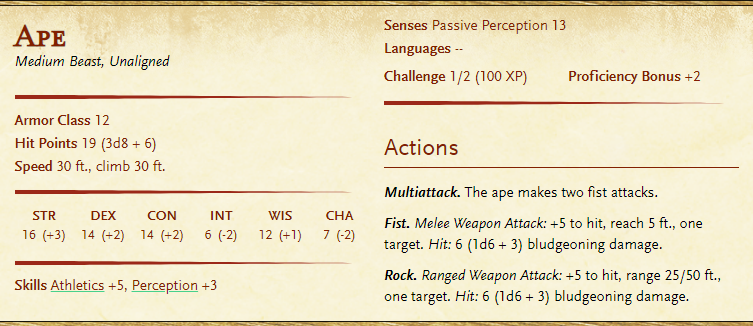 APE
Medium Beast, Unaligned
Armor Class 12
Hit Points 19 (3d8 + 6)
Speed 30 ft., climb 30 ft.
STR DEX CON INT WIS CHA
16 (+3) 14 (+2) 14 (+2) 6 (-2) 12 (+1) 7 (-2)
Skills Athletics +5, Perception +3
Senses Passive Perception 13
Languages --
Challenge 1/2 (100 XP) Proficiency Bonus +2
Actions
Multiattack. The ape makes two fist attacks.
Fist. Melee Weapon Attack: +5 to hit, reach 5 ft., one
target. Hit: 6 (1d6 + 3) bludgeoning damage.
Rock. Ranged Weapon Attack: +5 to hit, range 25/50 ft.,
one target. Hit: 6 (1d6 + 3) bludgeoning damage.